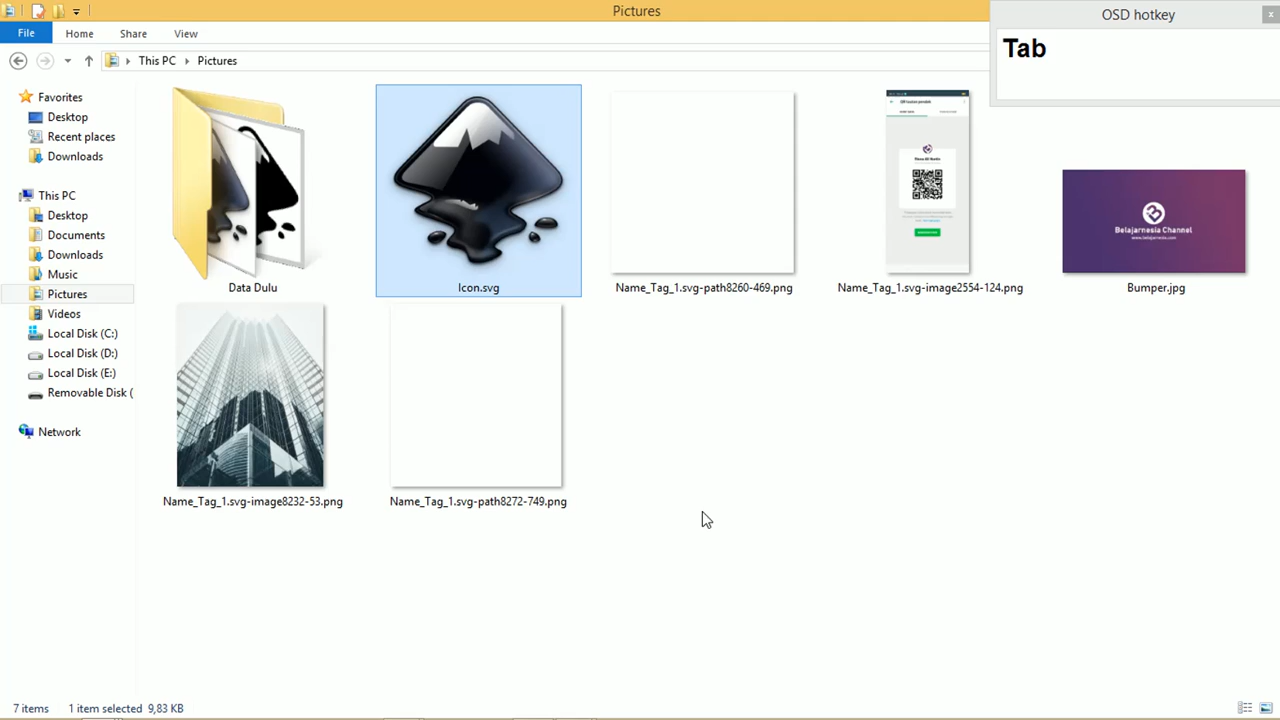 Pictures
OSD hotkey
x
Tab
File
Home
Share
View
This PC
Pictures
Favorites
Desktop
Recent places
Downloads
This PC
Desktop
Documents
Downloads
Music
Pictures
Videos
Local Disk (C:)
Local Disk (D:)
Local Disk (E:)
Removable Disk (
Network
Data Dulu
Icon.svg
Name_Tag_1.svg-path8260-469.png
Name_Tag_1.svg-image2554-124.png
Belajarnesia Channel
www.belajarnesia.com
Bumper.jpg
Name_Tag_1.svg-image8232-53.png
Name_Tag_1.svg-path8272-749.png
7 items
1 item selected
9,83 KB